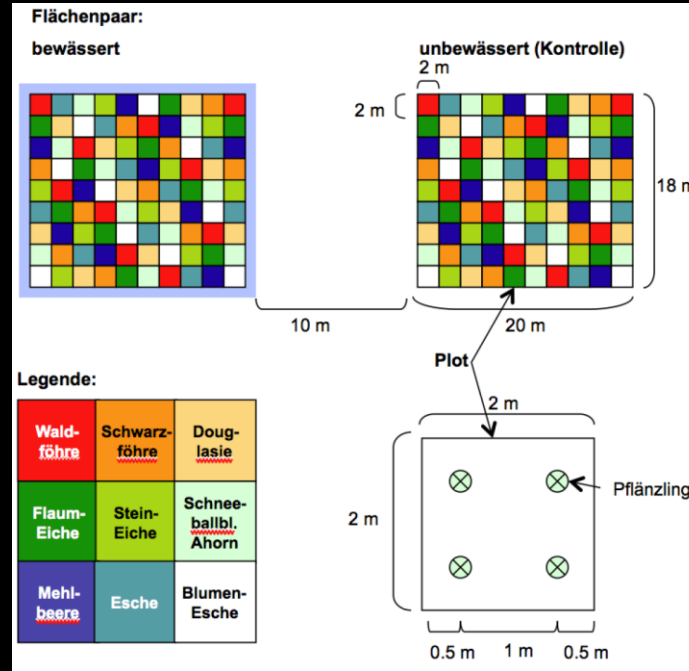 Flächenpaar:
bewässert
unbewässert (Kontrolle)
2 m
2 m
18 m
10 m
20 m
Plot
Legende:
Wald-
föhre
Schwarz-
föhre
Doug-
lasie
Flaum-
Eiche
Stein-
Eiche
Schnee-
ballbl.
Ahorn
Mehl-
beere
Esche
Blumen-
Esche
2 m
2 m
Pflänzling
0.5 m
1 m
0.5 m